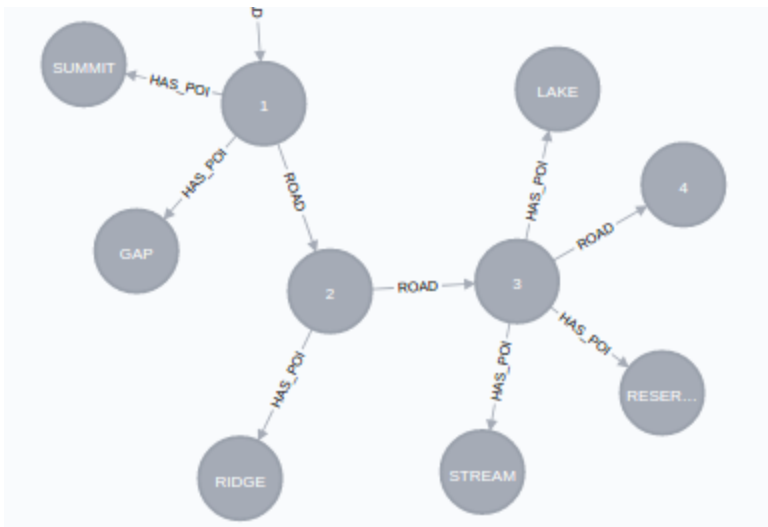 SUMMIT
HAS_POI
1
HAS_POI
GAP
ROAD
2
ROAD
HAS_POI
RIDGE
LAKE
HAS_POI
3
ROAD
4
HAS_POI
RESER...
HAS_POI
STREAM